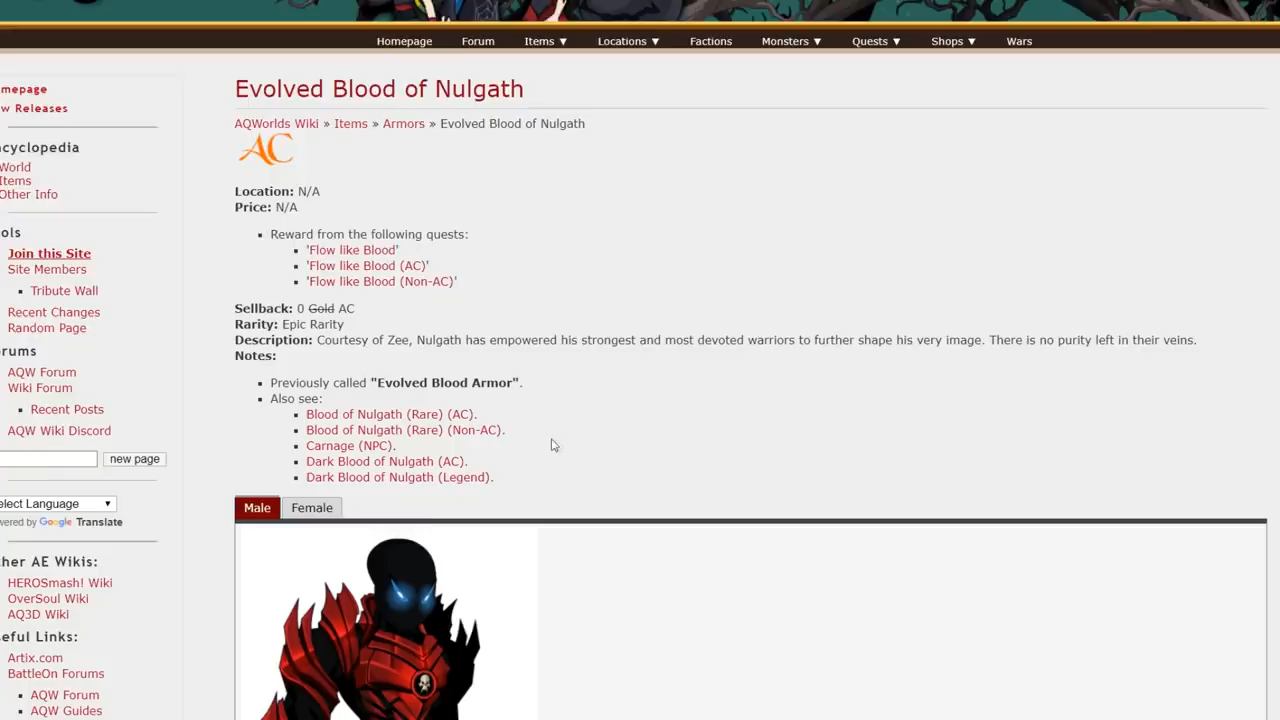 Homepage Forum Items ▼ Locations ▼ Factions Monsters ▼ Quests ▼ Shops ▼ Wars
mepage
w Releases
cyclopedia
World
Items
Other Info
ols
Join this Site
Site Members
Tribute Wall
Recent Changes
Random Page
orums
AQW Forum
Wiki Forum
Recent Posts
AQW Wiki Discord
new page
elect Language ▼
wered by Google Translate
ther AE Wikis:
HEROSmash! Wiki
OverSoul Wiki
AQ3D Wiki
eful Links:
Artix.com
BattleOn Forums
AQW Forum
AQW Guides
Evolved Blood of Nulgath
AQWorlds Wiki » Items » Armors » Evolved Blood of Nulgath
AC
Location: N/A
Price: N/A
Reward from the following quests:
'Flow like Blood'
'Flow like Blood (AC)'
'Flow like Blood (Non-AC)'
Sellback: 0 Gold AC
Rarity: Epic Rarity
Description: Courtesy of Zee, Nulgath has empowered his strongest and most devoted warriors to further shape his very image. There is no purity left in their veins.
Notes:
Previously called "Evolved Blood Armor".
Also see:
Blood of Nulgath (Rare) (AC).
Blood of Nulgath (Rare) (Non-AC).
Carnage (NPC).
Dark Blood of Nulgath (AC).
Dark Blood of Nulgath (Legend).
Male Female